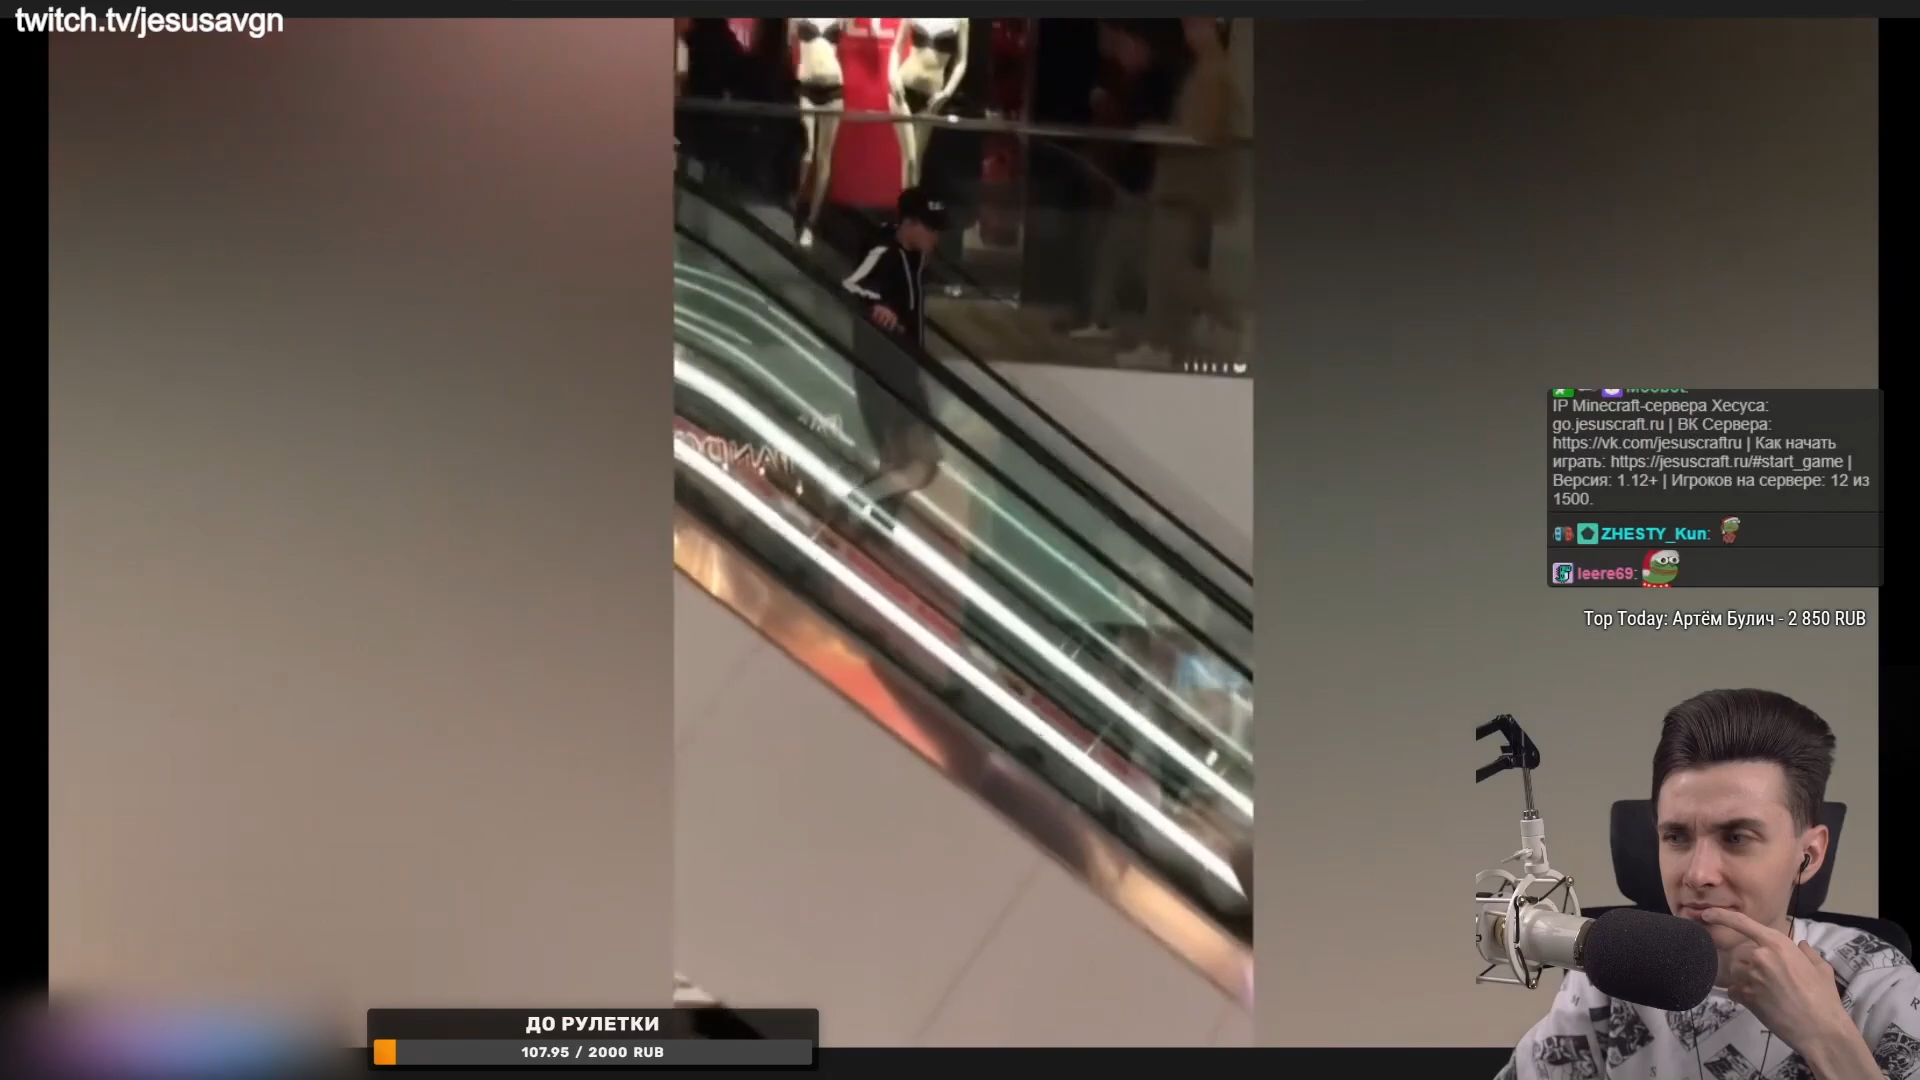 twitch.tv/jesusavgn
IP Minecraft-сервера Хесуса:
go.jesuscraft.ru | ВК Сервера:
https://vk.com/jesuscraftru | Как начать
играть: https://jesuscraft.ru/#start_game |
Версия: 1.12+ | Игроков на сервере: 12 из
1500.
ZHESTY_Kun:
leere69:
Top Today: Артём Булич - 2 850 RUB
ДО РУЛЕТКИ
107.95 / 2000 RUB